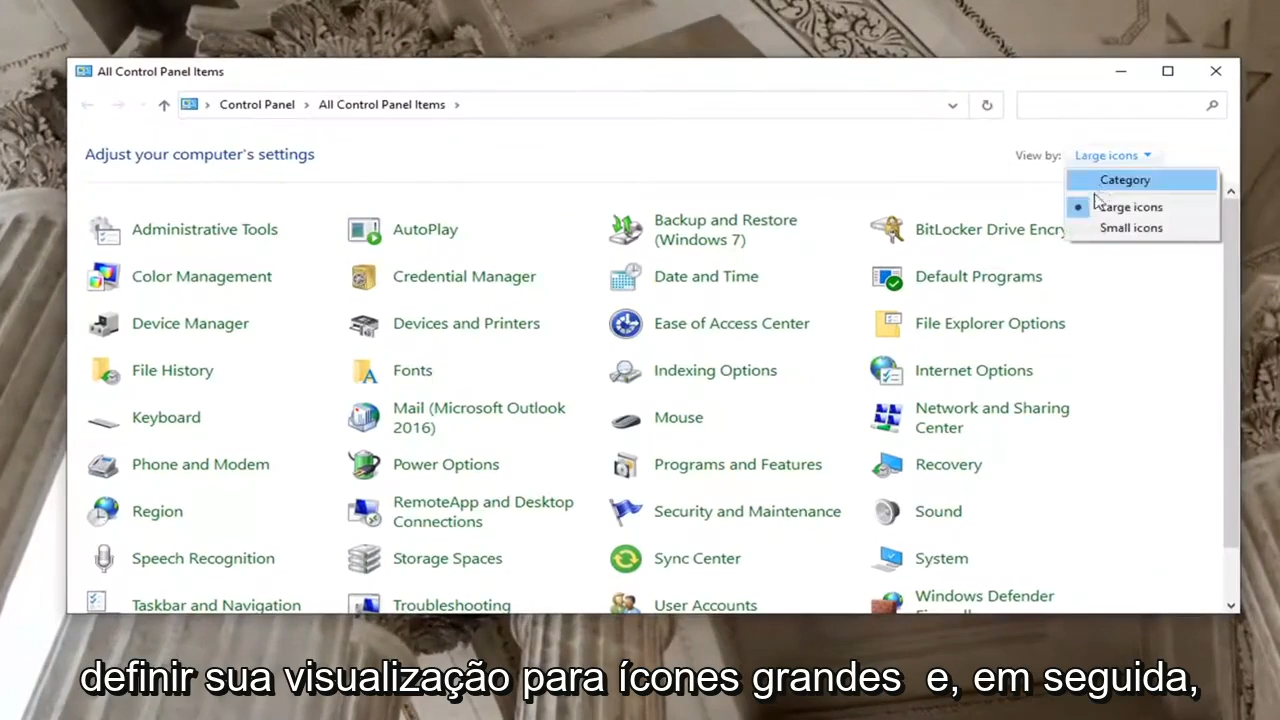 All Control Panel Items
Control Panel > All Control Panel Items >
Adjust your computer's settings
View by: Large icons
Category
Large icons
Small icons
Administrative Tools
AutoPlay
Backup and Restore
(Windows 7)
BitLocker Drive Encry
Color Management
Credential Manager
Date and Time
Default Programs
Device Manager
Devices and Printers
Ease of Access Center
File Explorer Options
File History
Fonts
Indexing Options
Internet Options
Keyboard
Mail (Microsoft Outlook
2016)
Mouse
Network and Sharing
Center
Phone and Modem
Power Options
Programs and Features
Recovery
Region
RemoteApp and Desktop
Connections
Security and Maintenance
Sound
Speech Recognition
Storage Spaces
Sync Center
System
Taskbar and Navigation
Troubleshooting
User Accounts
Windows Defender
definir sua visualização para ícones grandes e, em seguida,